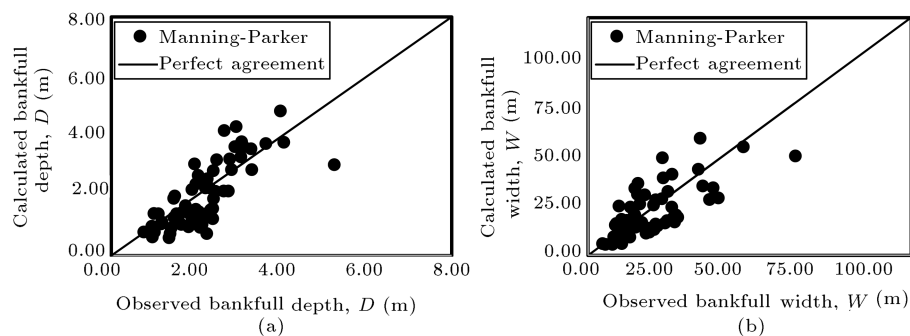 8.00
Manning-Parker
Perfect agreement
6.00
4.00
2.00
0.00
Calculated bankfull
depth, D (m)
0.00 2.00 4.00 6.00 8.00
Observed bankfull depth, D (m)
(a)
Manning-Parker
Perfect agreement
100.00
75.00
50.00
25.00
0.00
Calculated bankfull
width, W (m)
0.00 25.00 50.00 75.00 100.00
Observed bankfull width, W (m)
(b)